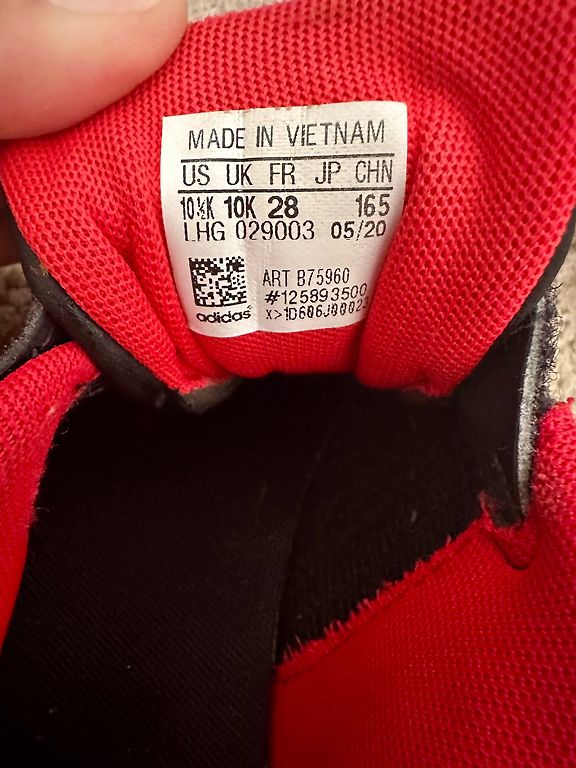 MADE IN VIETNAM
US UK FR JP CHN
10½K 10K 28 165
LHG 029003 05/20
ART B75960
#125893500
x>1D606J00023
adidas